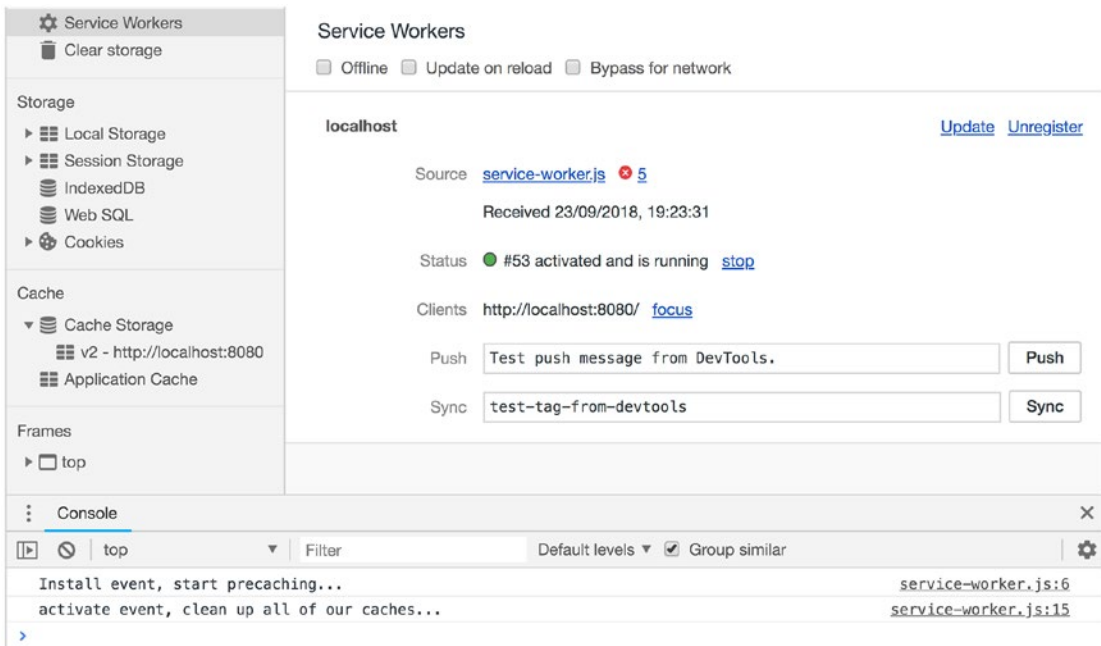 Service Workers
Clear storage
Storage
Local Storage
Session Storage
IndexedDB
Web SQL
Cookies
Cache
Cache Storage
v2 - http://localhost:8080
Application Cache
Frames
top
Service Workers
Offline Update on reload Bypass for network
localhost Update Unregister
Source service-worker.js 5
Received 23/09/2018, 19:23:31
Status #53 activated and is running stop
Clients http://localhost:8080/ focus
Push Test push message from DevTools. Push
Sync test-tag-from-devtools Sync
Console
top Filter Default levels Group similar
Install event, start precaching... service-worker.js:6
activate event, clean up all of our caches... service-worker.js:15